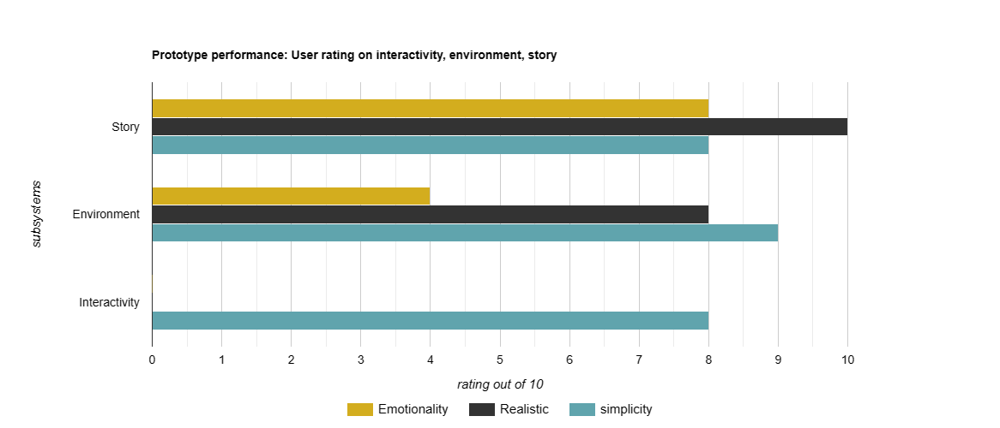 Prototype performance: User rating on interactivity, environment, story
subsystems
Story
Environment
Interactivity
0 1 2 3 4 5 6 7 8 9 10
rating out of 10
Emotionality Realistic simplicity